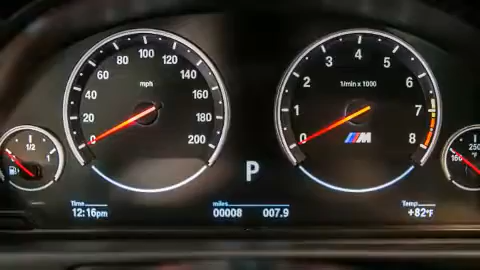 100
80
120
60
mph
140
40
160
20
180
0
200
4
3
5
2
1/min x 1000
6
1
7
0
M
8
1/2
1
250°F
160
P
Time
12:16pm
miles
00008 007.9
Temp.
+82°F